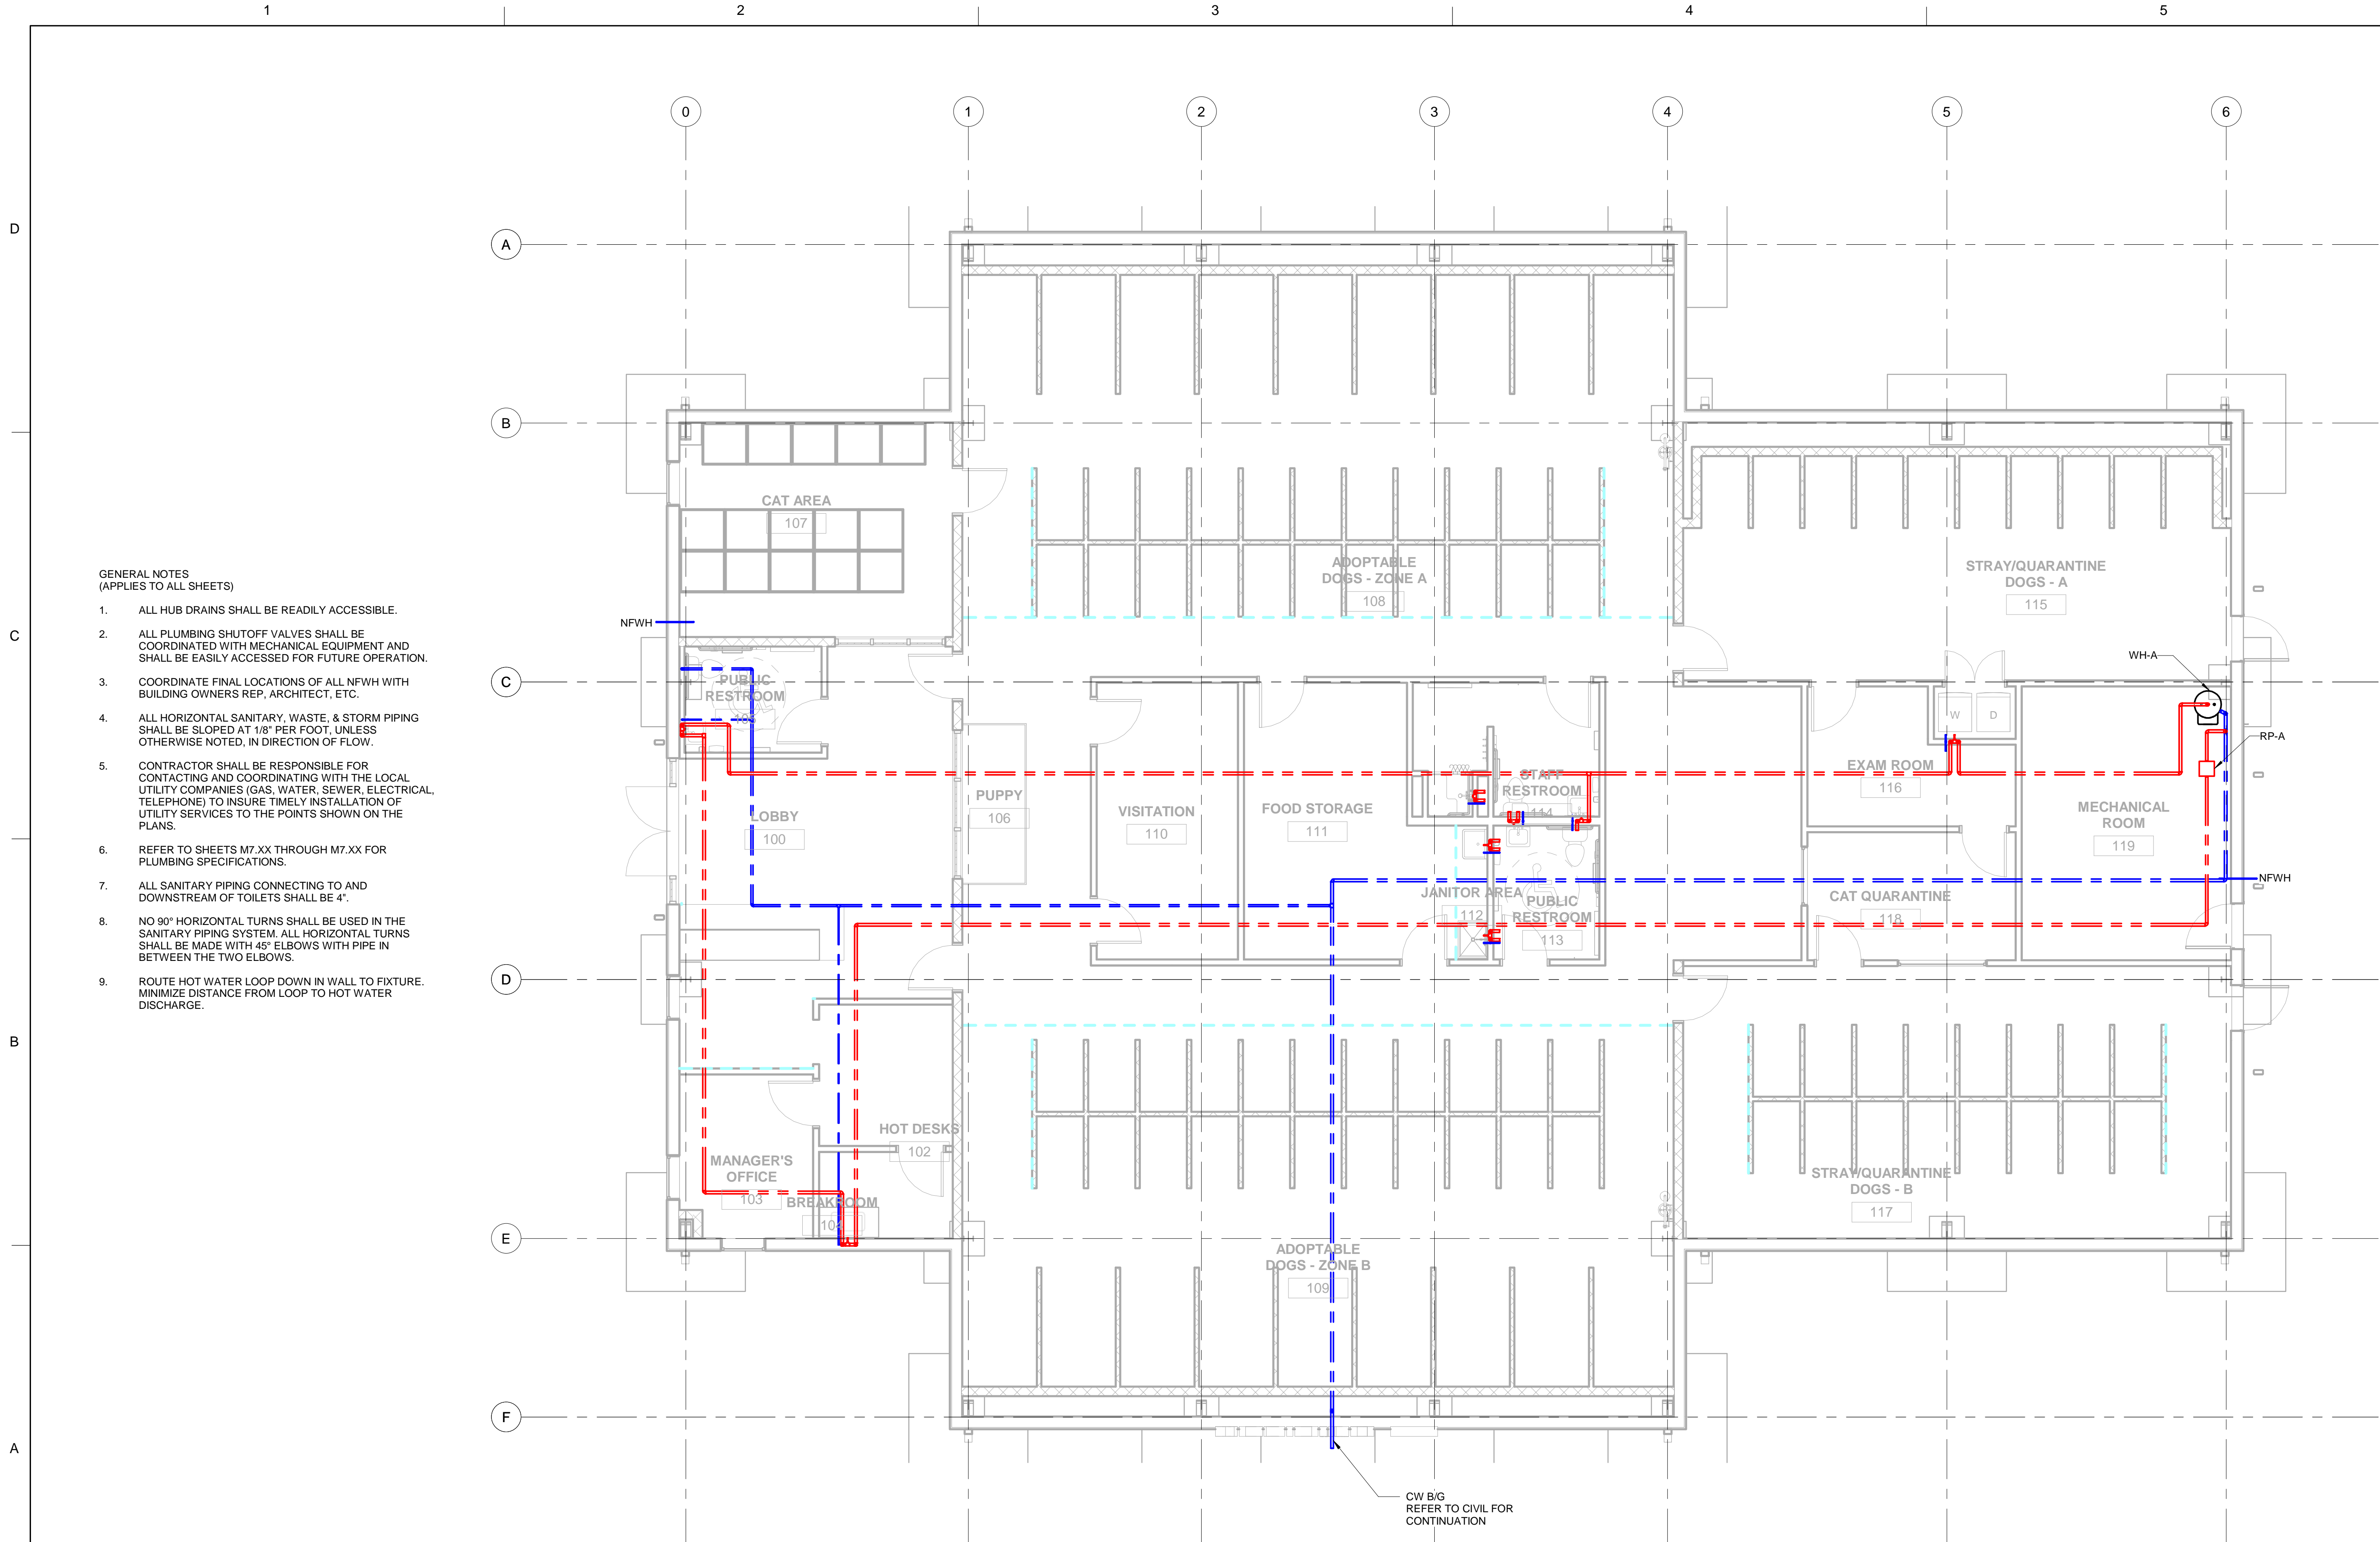 1
2
3
4
5
0
1
2
3
4
5
6
D
A
B
C
C
D
B
E
F
A
GENERAL NOTES
(APPLIES TO ALL SHEETS)
1. ALL HUB DRAINS SHALL BE READILY ACCESSIBLE.
2. ALL PLUMBING SHUTOFF VALVES SHALL BE
COORDINATED WITH MECHANICAL EQUIPMENT AND
SHALL BE EASILY ACCESSED FOR FUTURE OPERATION.
3. COORDINATE FINAL LOCATIONS OF ALL NFWH WITH
BUILDING OWNERS REP, ARCHITECT, ETC.
4. ALL HORIZONTAL SANITARY, WASTE, & STORM PIPING
SHALL BE SLOPED AT 1/8" PER FOOT, UNLESS
OTHERWISE NOTED, IN DIRECTION OF FLOW.
5. CONTRACTOR SHALL BE RESPONSIBLE FOR
CONTACTING AND COORDINATING WITH THE LOCAL
UTILITY COMPANIES (GAS, WATER, SEWER, ELECTRICAL,
TELEPHONE) TO INSURE TIMELY INSTALLATION OF
UTILITY SERVICES TO THE POINTS SHOWN ON THE
PLANS.
6. REFER TO SHEETS M7.XX THROUGH M7.XX FOR
PLUMBING SPECIFICATIONS.
7. ALL SANITARY PIPING CONNECTING TO AND
DOWNSTREAM OF TOILETS SHALL BE 4".
8. NO 90° HORIZONTAL TURNS SHALL BE USED IN THE
SANITARY PIPING SYSTEM. ALL HORIZONTAL TURNS
SHALL BE MADE WITH 45° ELBOWS WITH PIPE IN
BETWEEN THE TWO ELBOWS.
9. ROUTE HOT WATER LOOP DOWN IN WALL TO FIXTURE.
MINIMIZE DISTANCE FROM LOOP TO HOT WATER
DISCHARGE.
CAT AREA
107
NFWH
PUBLIC
RESTROOM
105
LOBBY
100
PUPPY
106
VISITATION
110
FOOD STORAGE
111
ADOPTABLE
DOGS - ZONE A
108
STAFF
RESTROOM
114
JANITOR AREA
112
PUBLIC
RESTROOM
113
STRAY/QUARANTINE
DOGS - A
115
WH-A
W
D
RP-A
EXAM ROOM
116
MECHANICAL
ROOM
119
NFWH
CAT QUARANTINE
118
HOT DESKS
102
MANAGER'S
OFFICE
103
BREAKROOM
104
ADOPTABLE
DOGS - ZONE B
109
STRAY/QUARANTINE
DOGS - B
117
CW B/G
REFER TO CIVIL FOR
CONTINUATION